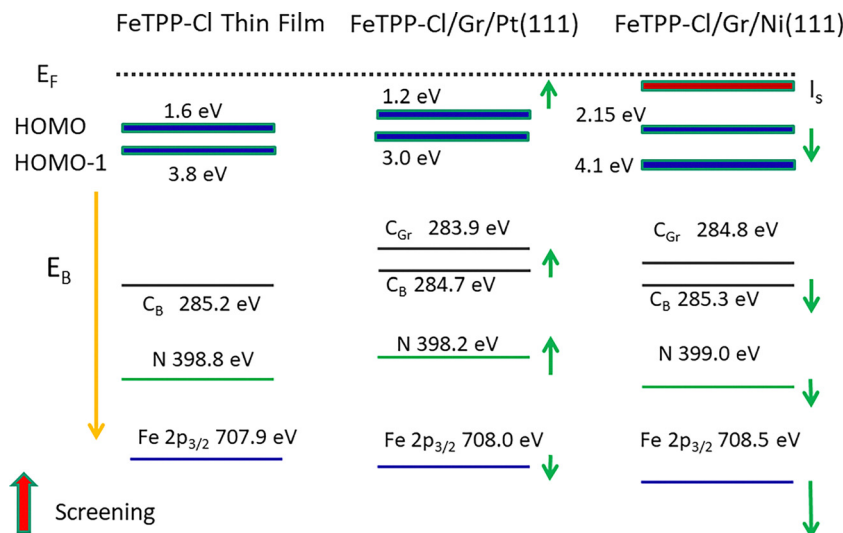 FeTPP-Cl Thin Film FeTPP-Cl/Gr/Pt(111) FeTPP-Cl/Gr/Ni(111)
E_F
1.6 eV 1.2 eV I_s
HOMO 2.15 eV
HOMO-1 3.8 eV 3.0 eV 4.1 eV
C_Gr 283.9 eV C_Gr 284.8 eV
E_B
C_B 285.2 eV C_B 284.7 eV C_B 285.3 eV
N 398.8 eV N 398.2 eV N 399.0 eV
Fe 2p_3/2 707.9 eV Fe 2p_3/2 708.0 eV Fe 2p_3/2 708.5 eV
Screening